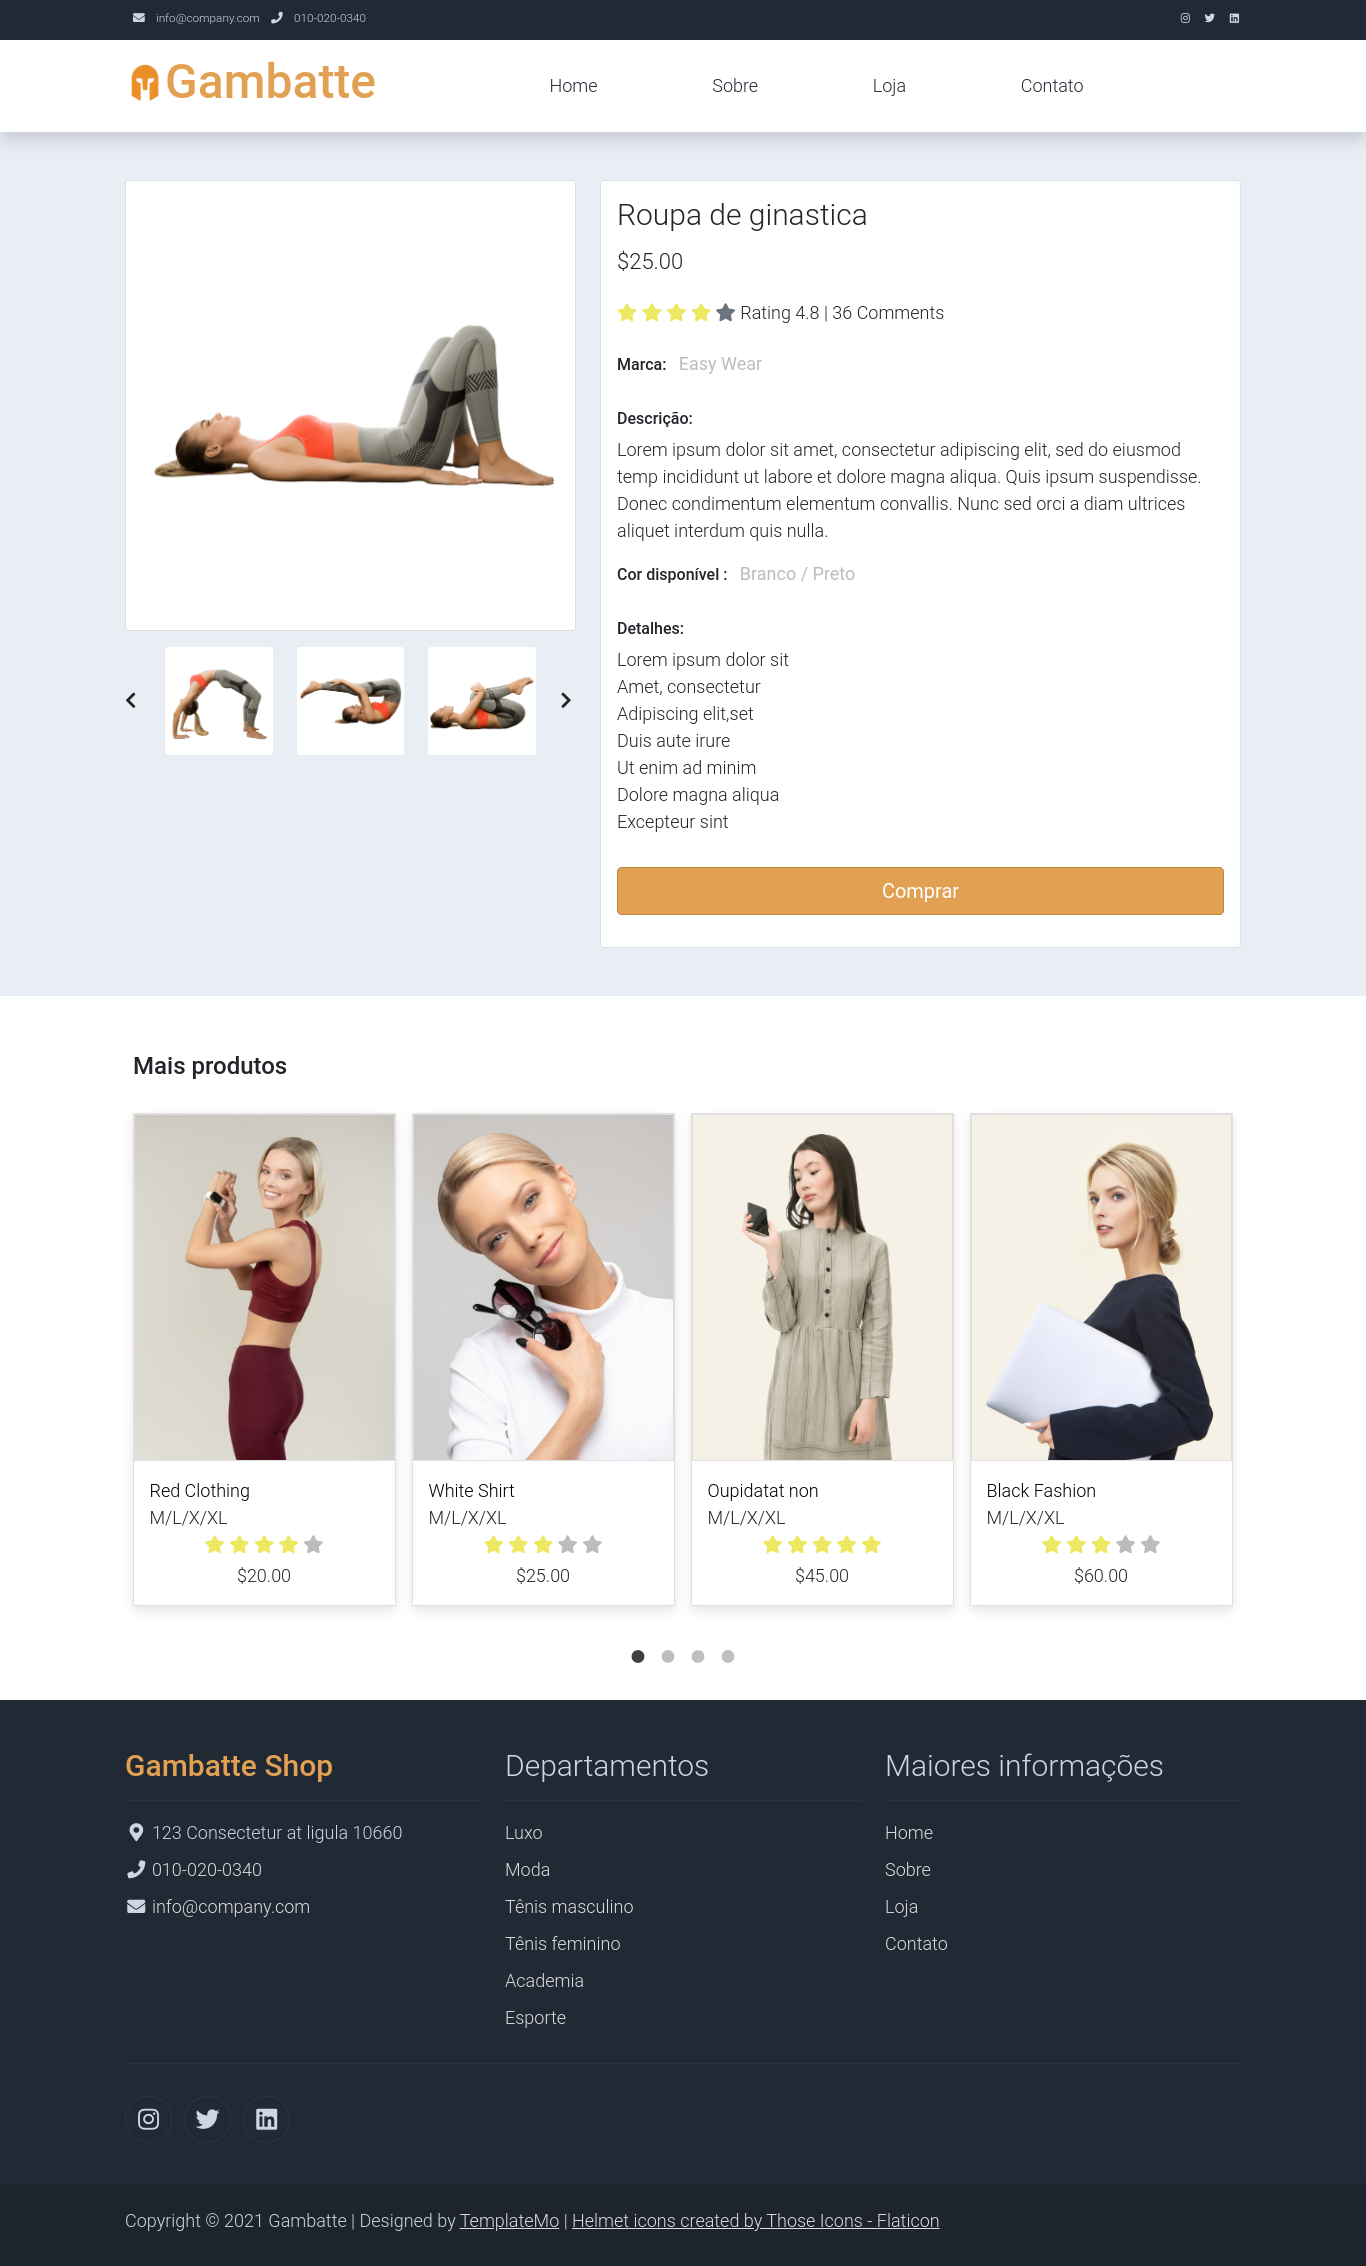 info@company.com 010-020-0340
Gambatte
Home Sobre Loja Contato
Roupa de ginastica
$25.00
Rating 4.8 | 36 Comments
Marca: Easy Wear
Descrição:
Lorem ipsum dolor sit amet, consectetur adipiscing elit, sed do eiusmod
temp incididunt ut labore et dolore magna aliqua. Quis ipsum suspendisse.
Donec condimentum elementum convallis. Nunc sed orci a diam ultrices
aliquet interdum quis nulla.
Cor disponível : Branco / Preto
Detalhes:
Lorem ipsum dolor sit
Amet, consectetur
Adipiscing elit,set
Duis aute irure
Ut enim ad minim
Dolore magna aliqua
Excepteur sint
Comprar
Mais produtos
Red Clothing
M/L/X/XL
$20.00
White Shirt
M/L/X/XL
$25.00
Oupidatat non
M/L/X/XL
$45.00
Black Fashion
M/L/X/XL
$60.00
Gambatte Shop
123 Consectetur at ligula 10660
010-020-0340
info@company.com
Departamentos
Luxo
Moda
Tênis masculino
Tênis feminino
Academia
Esporte
Maiores informações
Home
Sobre
Loja
Contato
Copyright © 2021 Gambatte | Designed by TemplateMo | Helmet icons created by Those Icons - Flaticon